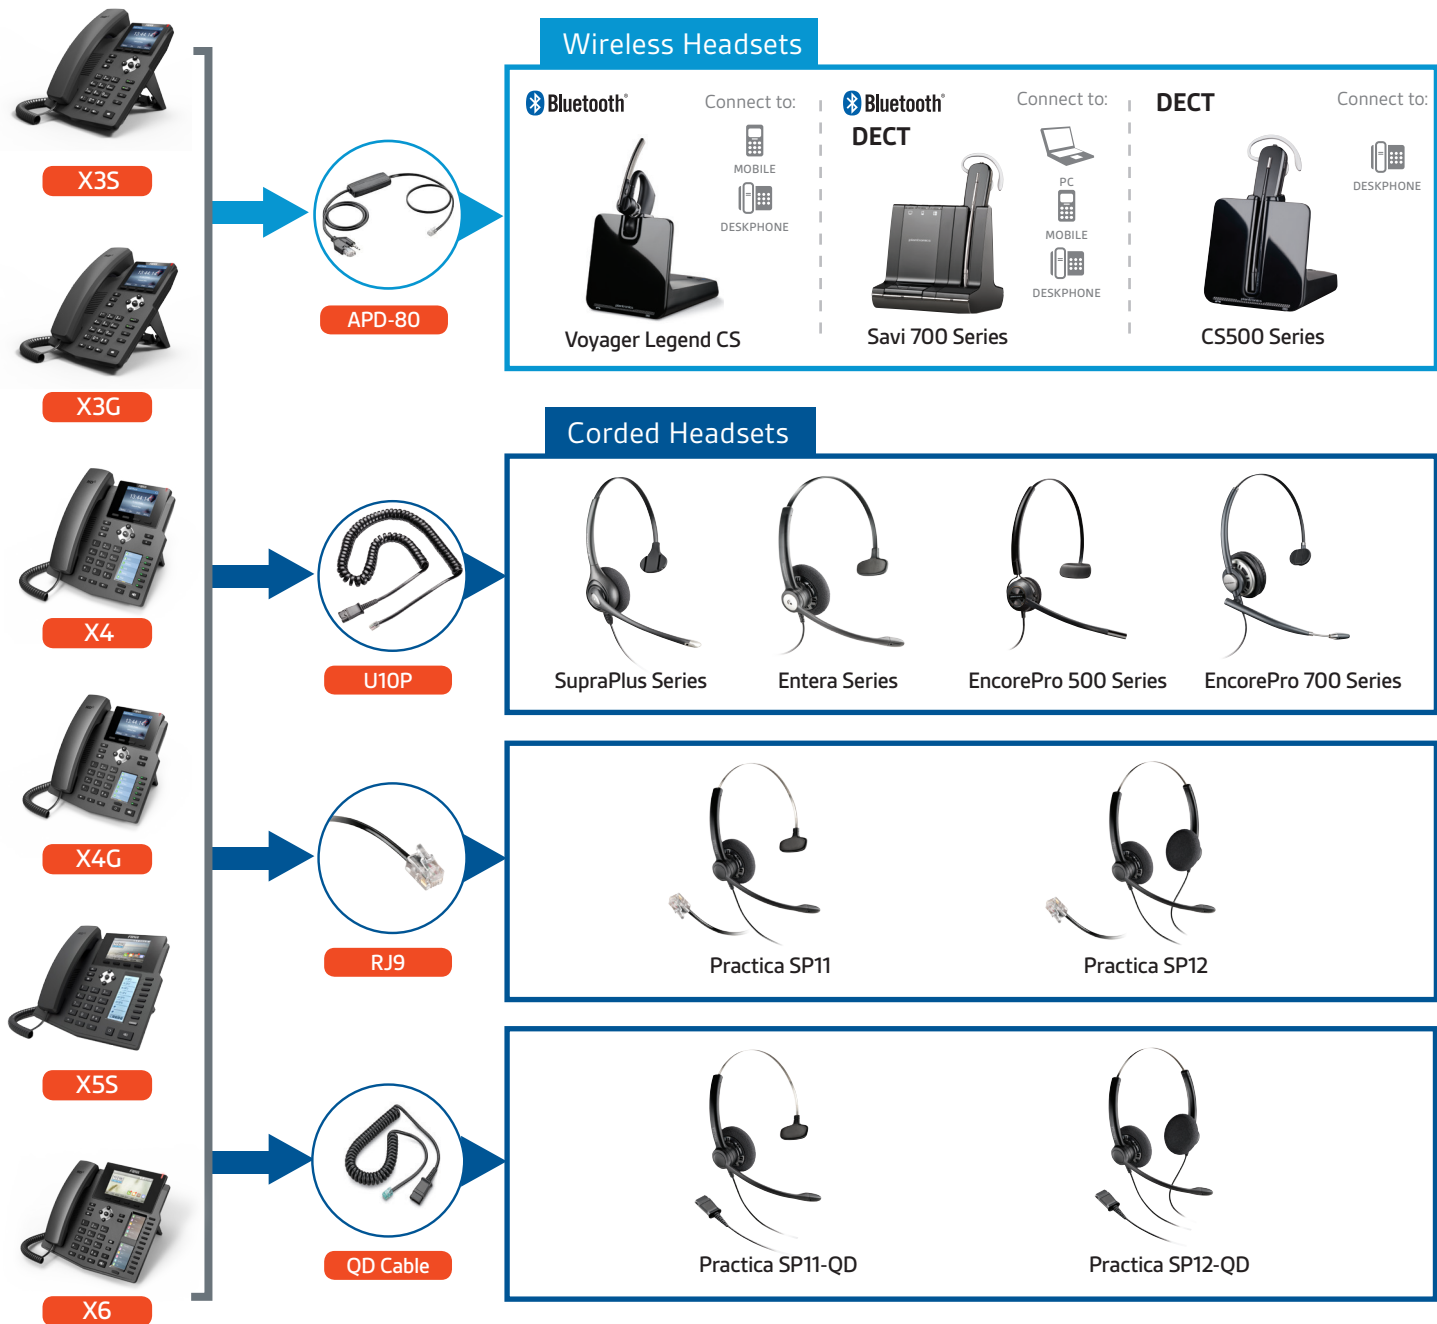 X3S
X3G
X4
X4G
X5S
X6
APD-80
U10P
RJ9
QD Cable
Wireless Headsets
Bluetooth®
Connect to:
MOBILE
DESKPHONE
Voyager Legend CS
Bluetooth®
DECT
Connect to:
PC
MOBILE
DESKPHONE
Savi 700 Series
DECT
Connect to:
DESKPHONE
CS500 Series
Corded Headsets
SupraPlus Series
Entera Series
EncorePro 500 Series
EncorePro 700 Series
Practica SP11
Practica SP12
Practica SP11-QD
Practica SP12-QD